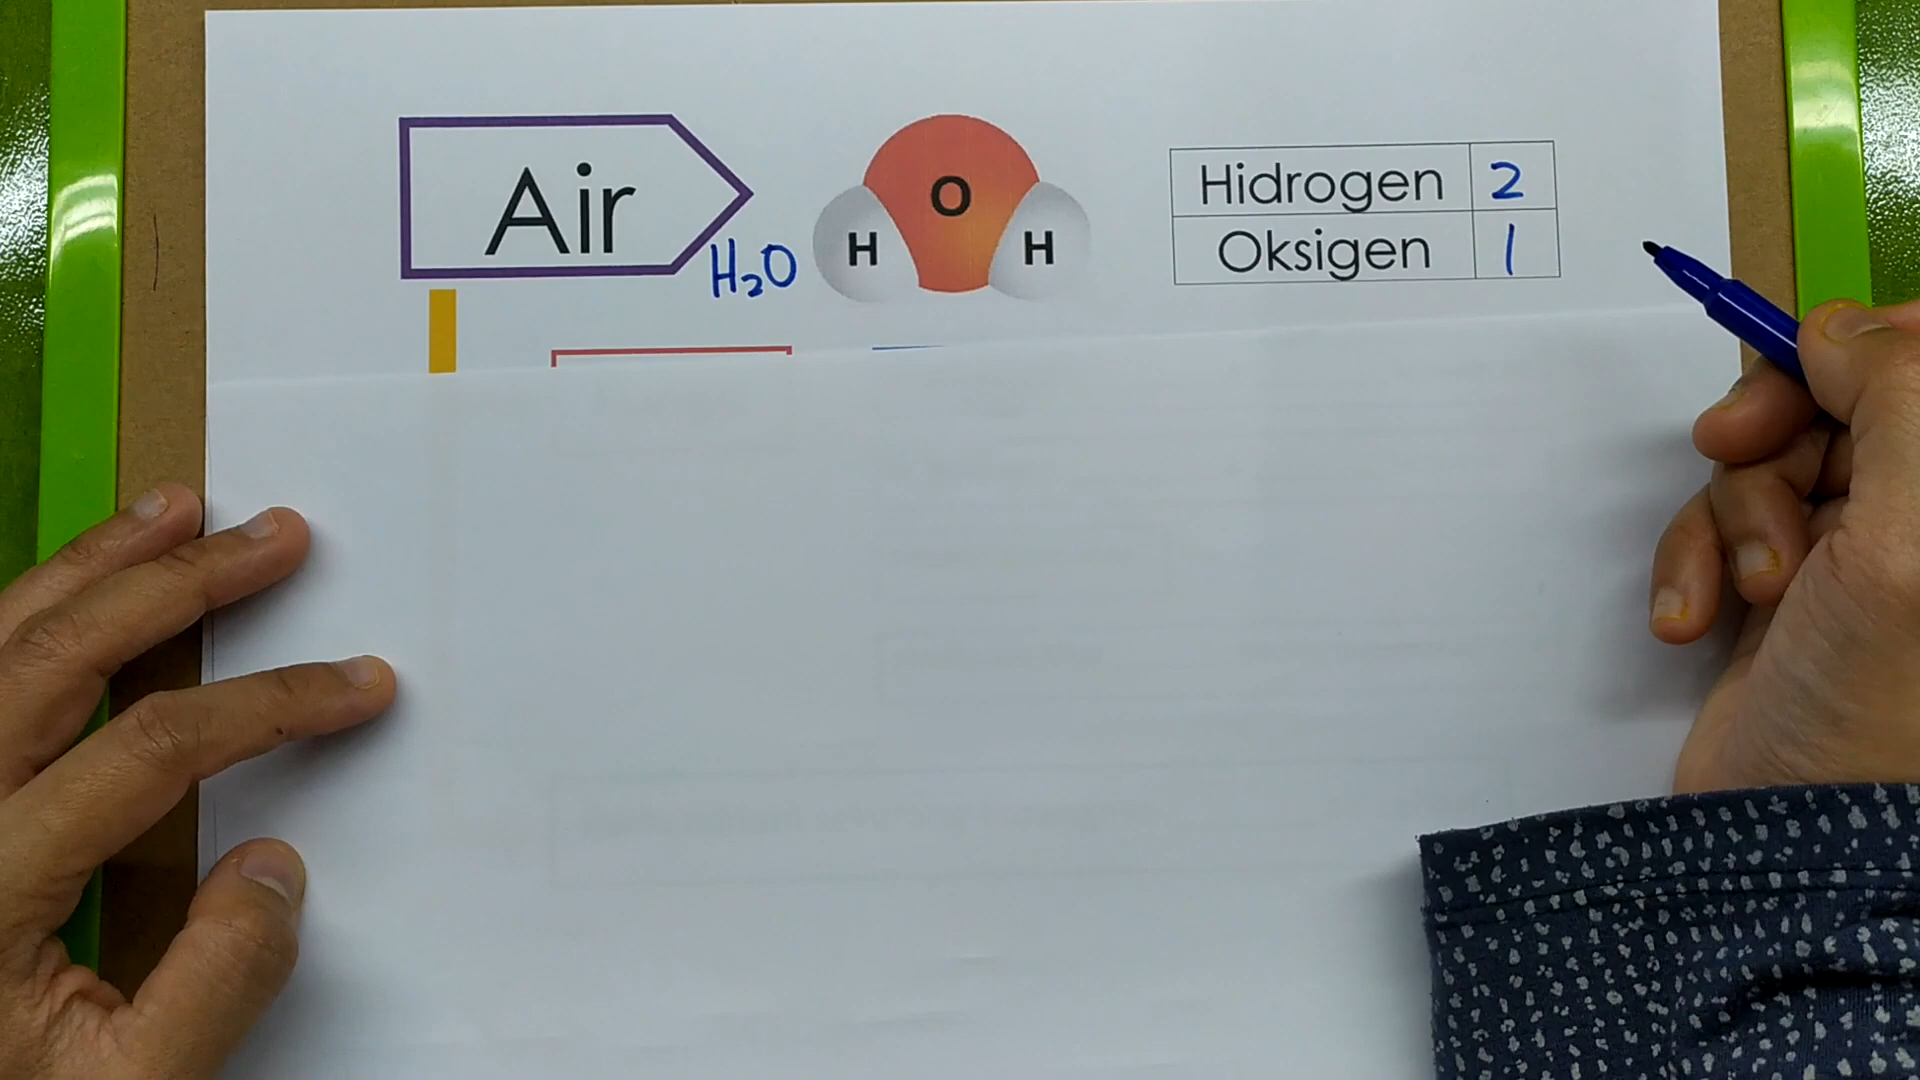 Air
H₂O
O
H H
Hidrogen 2
Oksigen 1